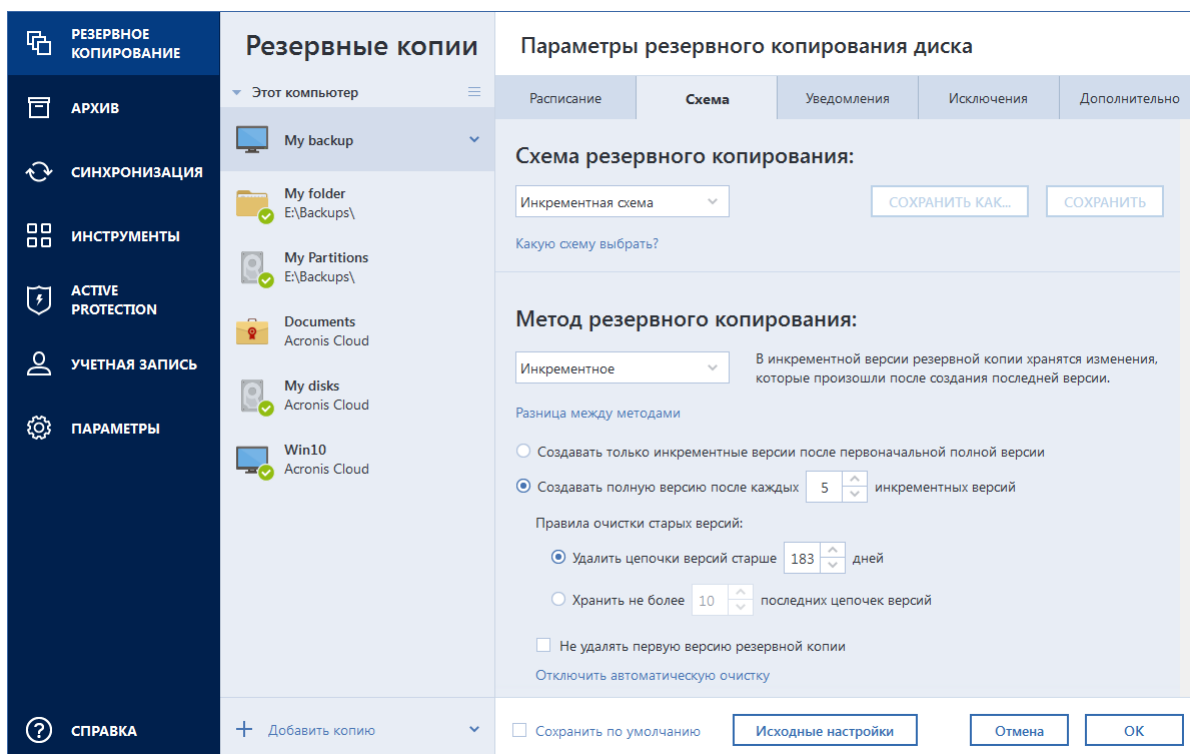 РЕЗЕРВНОЕ
КОПИРОВАНИЕ
АРХИВ
СИНХРОНИЗАЦИЯ
ИНСТРУМЕНТЫ
ACTIVE
PROTECTION
УЧЕТНАЯ ЗАПИСЬ
ПАРАМЕТРЫ
СПРАВКА
Резервные копии
Этот компьютер
My backup
My folder
E:\Backups\
My Partitions
E:\Backups\
Documents
Acronis Cloud
My disks
Acronis Cloud
Win10
Acronis Cloud
Добавить копию
Параметры резервного копирования диска
Расписание Схема Уведомления Исключения Дополнительно
Схема резервного копирования:
Инкрементная схема СОХРАНИТЬ КАК... СОХРАНИТЬ
Какую схему выбрать?
Метод резервного копирования:
Инкрементное
В инкрементной версии резервной копии хранятся изменения,
которые произошли после создания последней версии.
Разница между методами
Создавать только инкрементные версии после первоначальной полной версии
Создавать полную версию после каждых 5 инкрементных версий
Правила очистки старых версий:
Удалить цепочки версий старше 183 дней
Хранить не более 10 последних цепочек версий
Не удалять первую версию резервной копии
Отключить автоматическую очистку
Сохранить по умолчанию Исходные настройки Отмена OK